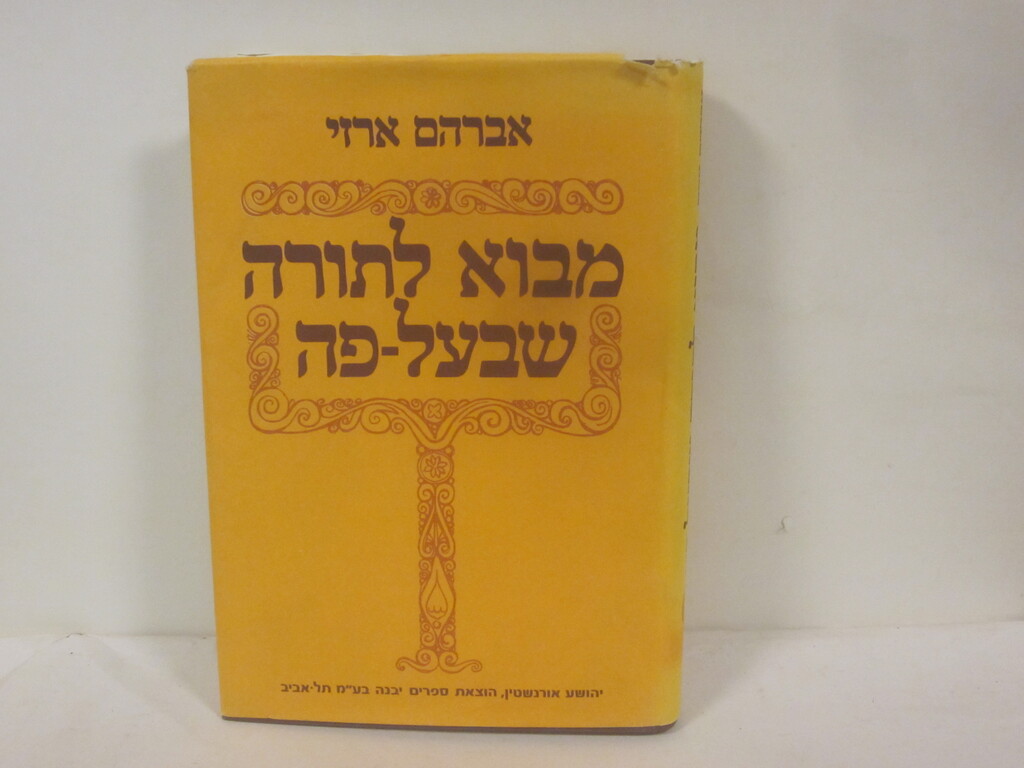 אברהם ארזי
מבוא לתורה
שבעל-פה
יהושע אורנשטין, הוצאת ספרים יבנה בע"מ תל-אביב